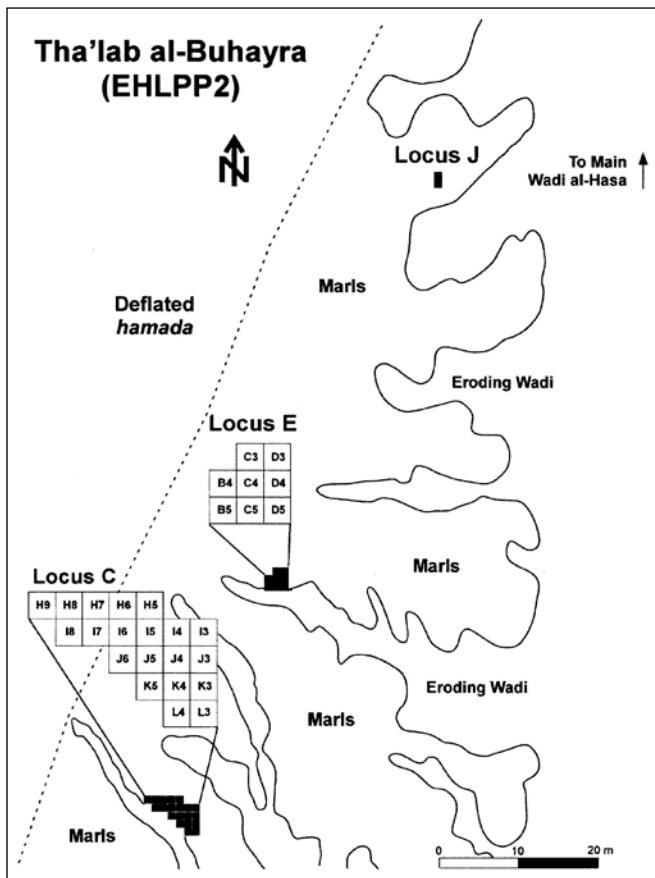 Tha'lab al-Buhayra
(EHLPP2)
N
Locus J
To Main
Wadi al-Hasa
Marls
Deflated
hamada
Eroding Wadi
Locus E
C3 D3
B4 C4 D4
B5 C5 D5
Marls
Locus C
H9 H8 H7 H6 H5
I8 I7 I6 I5 I4 I3
J6 J5 J4 J3
K5 K4 K3
L4 L3
Eroding Wadi
Marls
Marls
0 10 20 m